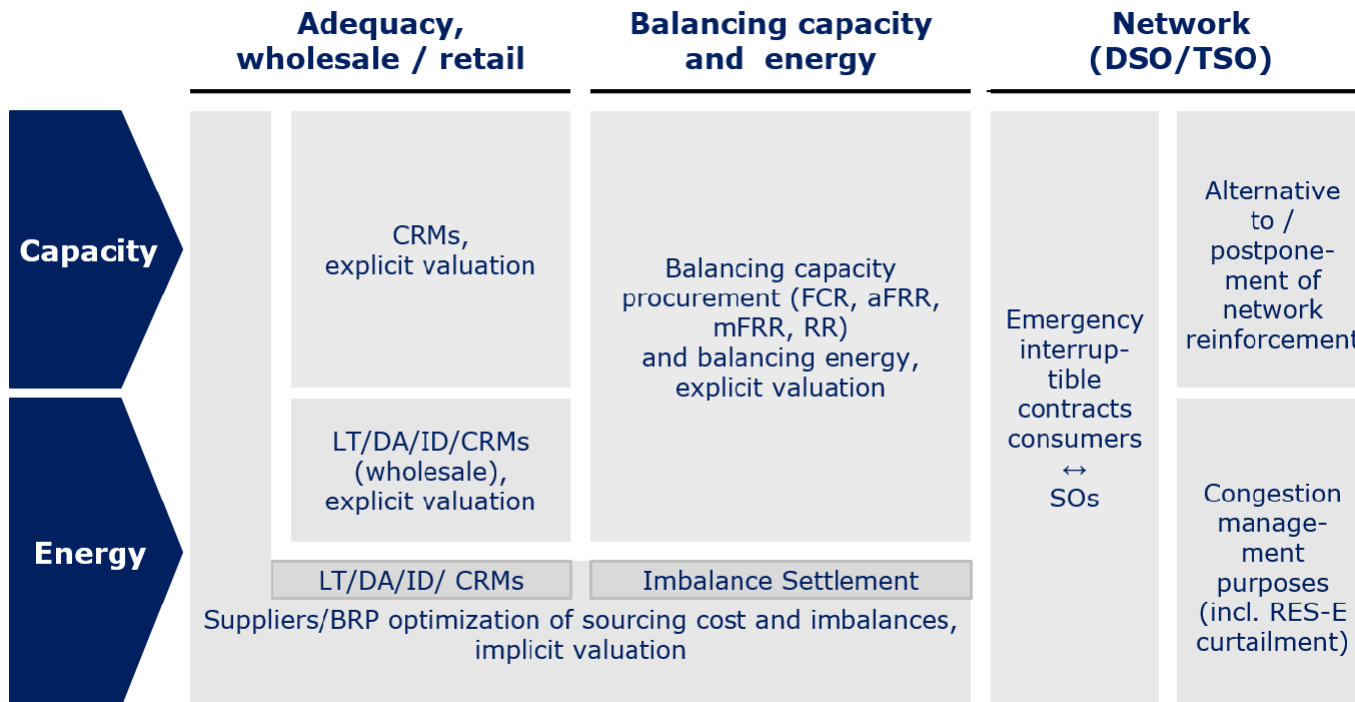 Adequacy,
wholesale / retail
Balancing capacity
and energy
Network
(DSO/TSO)
Capacity
CRMs,
explicit valuation
Balancing capacity
procurement (FCR, aFRR,
mFRR, RR)
and balancing energy,
explicit valuation
Emergency
interrup-
tible
contracts
consumers
↔
SOs
Alternative
to /
postpone-
ment of
network
reinforcement
Energy
LT/DA/ID/CRMs
(wholesale),
explicit valuation
Congestion
manage-
ment
purposes
(incl. RES-E
curtailment)
LT/DA/ID/ CRMs
Imbalance Settlement
Suppliers/BRP optimization of sourcing cost and imbalances,
implicit valuation